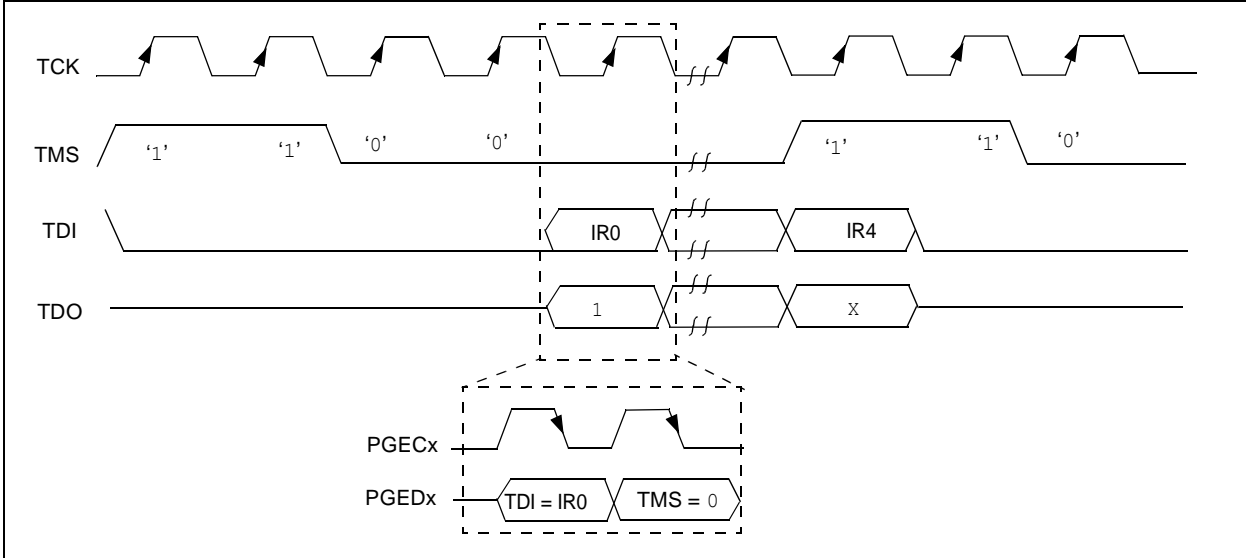 TCK
TMS ‘1’ ‘1’ ‘0’ ‘0’ ‘1’ ‘1’ ‘0’
TDI IR0 IR4
TDO 1 X
PGECx
PGEDx TDI = IR0 TMS = 0